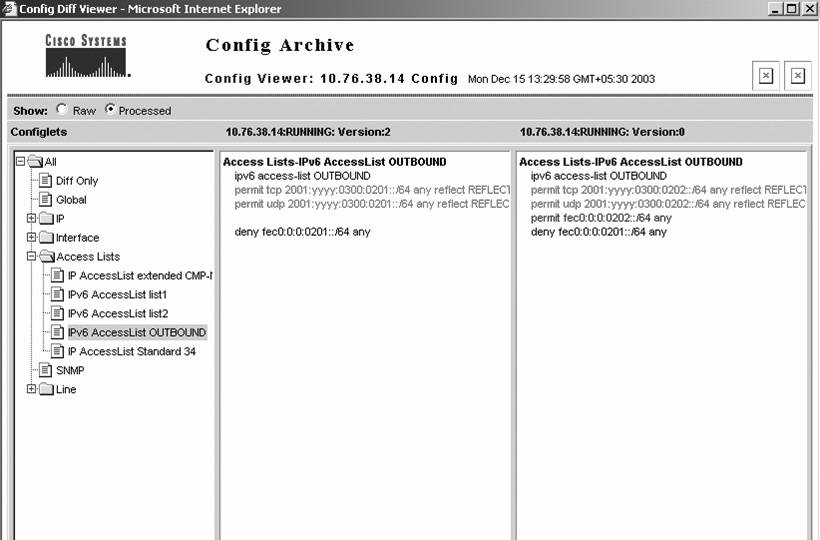 Config Diff Viewer - Microsoft Internet Explorer
CISCO SYSTEMS
Config Archive
Config Viewer: 10.76.38.14 Config Mon Dec 15 13:29:58 GMT+05:30 2003
Show: Raw Processed
Configlets 10.76.38.14:RUNNING: Version:2 10.76.38.14:RUNNING: Version:0
All
Diff Only
Global
IP
Interface
Access Lists
IP AccessList extended CMP-
IPv6 AccessList list1
IPv6 AccessList list2
IPv6 AccessList OUTBOUND
IP AccessList Standard 34
SNMP
Line
Access Lists-IPv6 AccessList OUTBOUND
ipv6 access-list OUTBOUND
permit tcp 2001:yyyy:0300:0201::/64 any reflect REFLECT
permit udp 2001:yyyy:0300:0201::/64 any reflect REFLEC
deny fec0:0:0:0201::/64 any
Access Lists-IPv6 AccessList OUTBOUND
ipv6 access-list OUTBOUND
permit tcp 2001:yyyy:0300:0202::/64 any reflect REFLECT
permit udp 2001:yyyy:0300:0202::/64 any reflect REFLEC
permit fec0:0:0:0202::/64 any
deny fec0:0:0:0201::/64 any